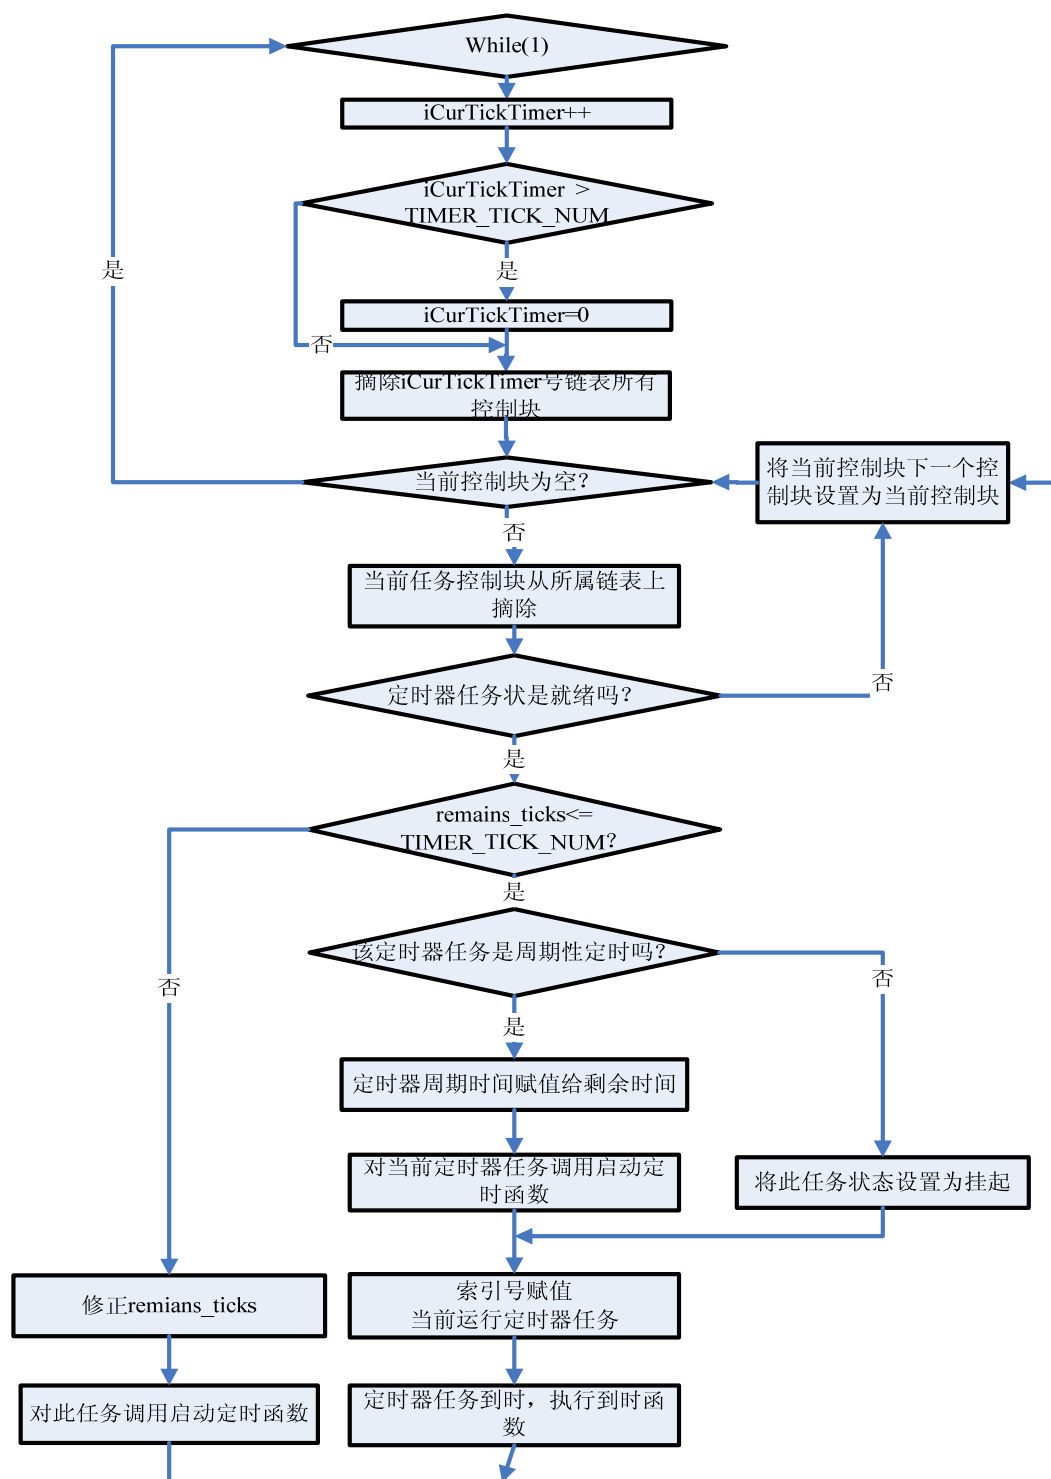 While(1)
iCurTickTimer++
iCurTickTimer >
TIMER_TICK_NUM
是
是
iCurTickTimer=0
否
摘除iCurTickTimer号链表所有
控制块
当前控制块为空?
将当前控制块下一个控
制块设置为当前控制块
否
当前任务控制块从所属链表上
摘除
定时器任务状是就绪吗?
否
是
remains_ticks<=
TIMER_TICK_NUM?
是
该定时器任务是周期性定时吗?
否
否
是
定时器周期时间赋值给剩余时间
对当前定时器任务调用启动定
时函数
将此任务状态设置为挂起
索引号赋值
当前运行定时器任务
修正remians_ticks
定时器任务到时，执行到时函
数
对此任务调用启动定时函数